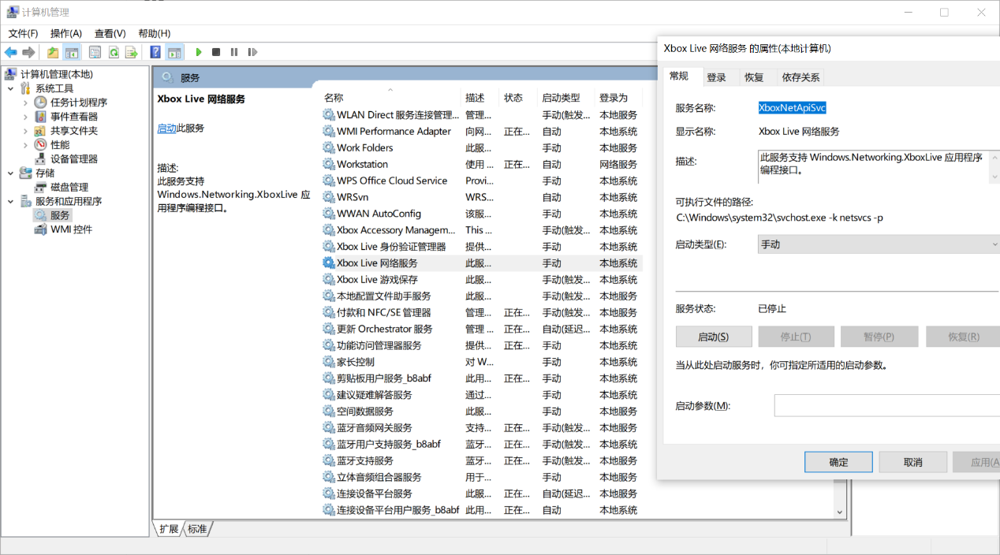 计算机管理
文件(F) 操作(A) 查看(V) 帮助(H)
计算机管理(本地)
系统工具
任务计划程序
事件查看器
共享文件夹
性能
设备管理器
存储
磁盘管理
服务和应用程序
服务
WMI 控件
服务
Xbox Live 网络服务
启动此服务
描述:
此服务支持
Windows.Networking.XboxLive 应
用程序编程接口。
名称 描述 状态 启动类型 登录为
WLAN Direct 服务连接管理... 管理... 手动(触发... 本地服务
WMI Performance Adapter 向网... 正在... 自动 本地系统
Work Folders 此服... 手动 本地服务
Workstation 使用 ... 正在... 自动 网络服务
WPS Office Cloud Service Provi... 手动 本地系统
WRSvn WRS... 自动 本地系统
WWAN AutoConfig 该服... 手动 本地系统
Xbox Accessory Managem... This ... 手动(触发... 本地系统
Xbox Live 身份验证管理器 提供... 手动 本地系统
Xbox Live 网络服务 此服... 手动 本地系统
Xbox Live 游戏保存 此服... 手动(触发... 本地系统
本地配置文件助手服务 此服... 手动(触发... 本地服务
付款和 NFC/SE 管理器 管理... 正在... 手动(触发... 本地服务
更新 Orchestrator 服务 管理 ... 正在... 自动(延迟... 本地系统
功能访问管理器服务 提供... 正在... 手动 本地系统
家长控制 对 W... 手动 本地系统
剪贴板用户服务_b8abf 此用... 正在... 手动 本地系统
建议疑难解答服务 通过... 手动 本地系统
空间数据服务 此服... 手动 本地服务
蓝牙音频网关服务 支持... 正在... 手动(触发... 本地服务
蓝牙用户支持服务_b8abf 蓝牙... 正在... 手动(触发... 本地系统
蓝牙支持服务 蓝牙... 正在... 手动(触发... 本地服务
立体音频组合器服务 用于... 手动 本地服务
连接设备平台服务 此服... 正在... 自动(延迟... 本地服务
连接设备平台用户服务_b8abf 此用... 正在... 自动 本地系统
扩展 标准
Xbox Live 网络服务 的属性(本地计算机)
常规 登录 恢复 依存关系
服务名称: XboxNetApiSvc
显示名称: Xbox Live 网络服务
描述: 此服务支持 Windows.Networking.XboxLive 应用程序
编程接口。
可执行文件的路径:
C:\Windows\system32\svchost.exe -k netsvcs -p
启动类型(E): 手动
服务状态: 已停止
启动(S) 停止(T) 暂停(P) 恢复(R)
当从此处启动服务时，你可指定所适用的启动参数。
启动参数(M):
确定 取消 应用(A